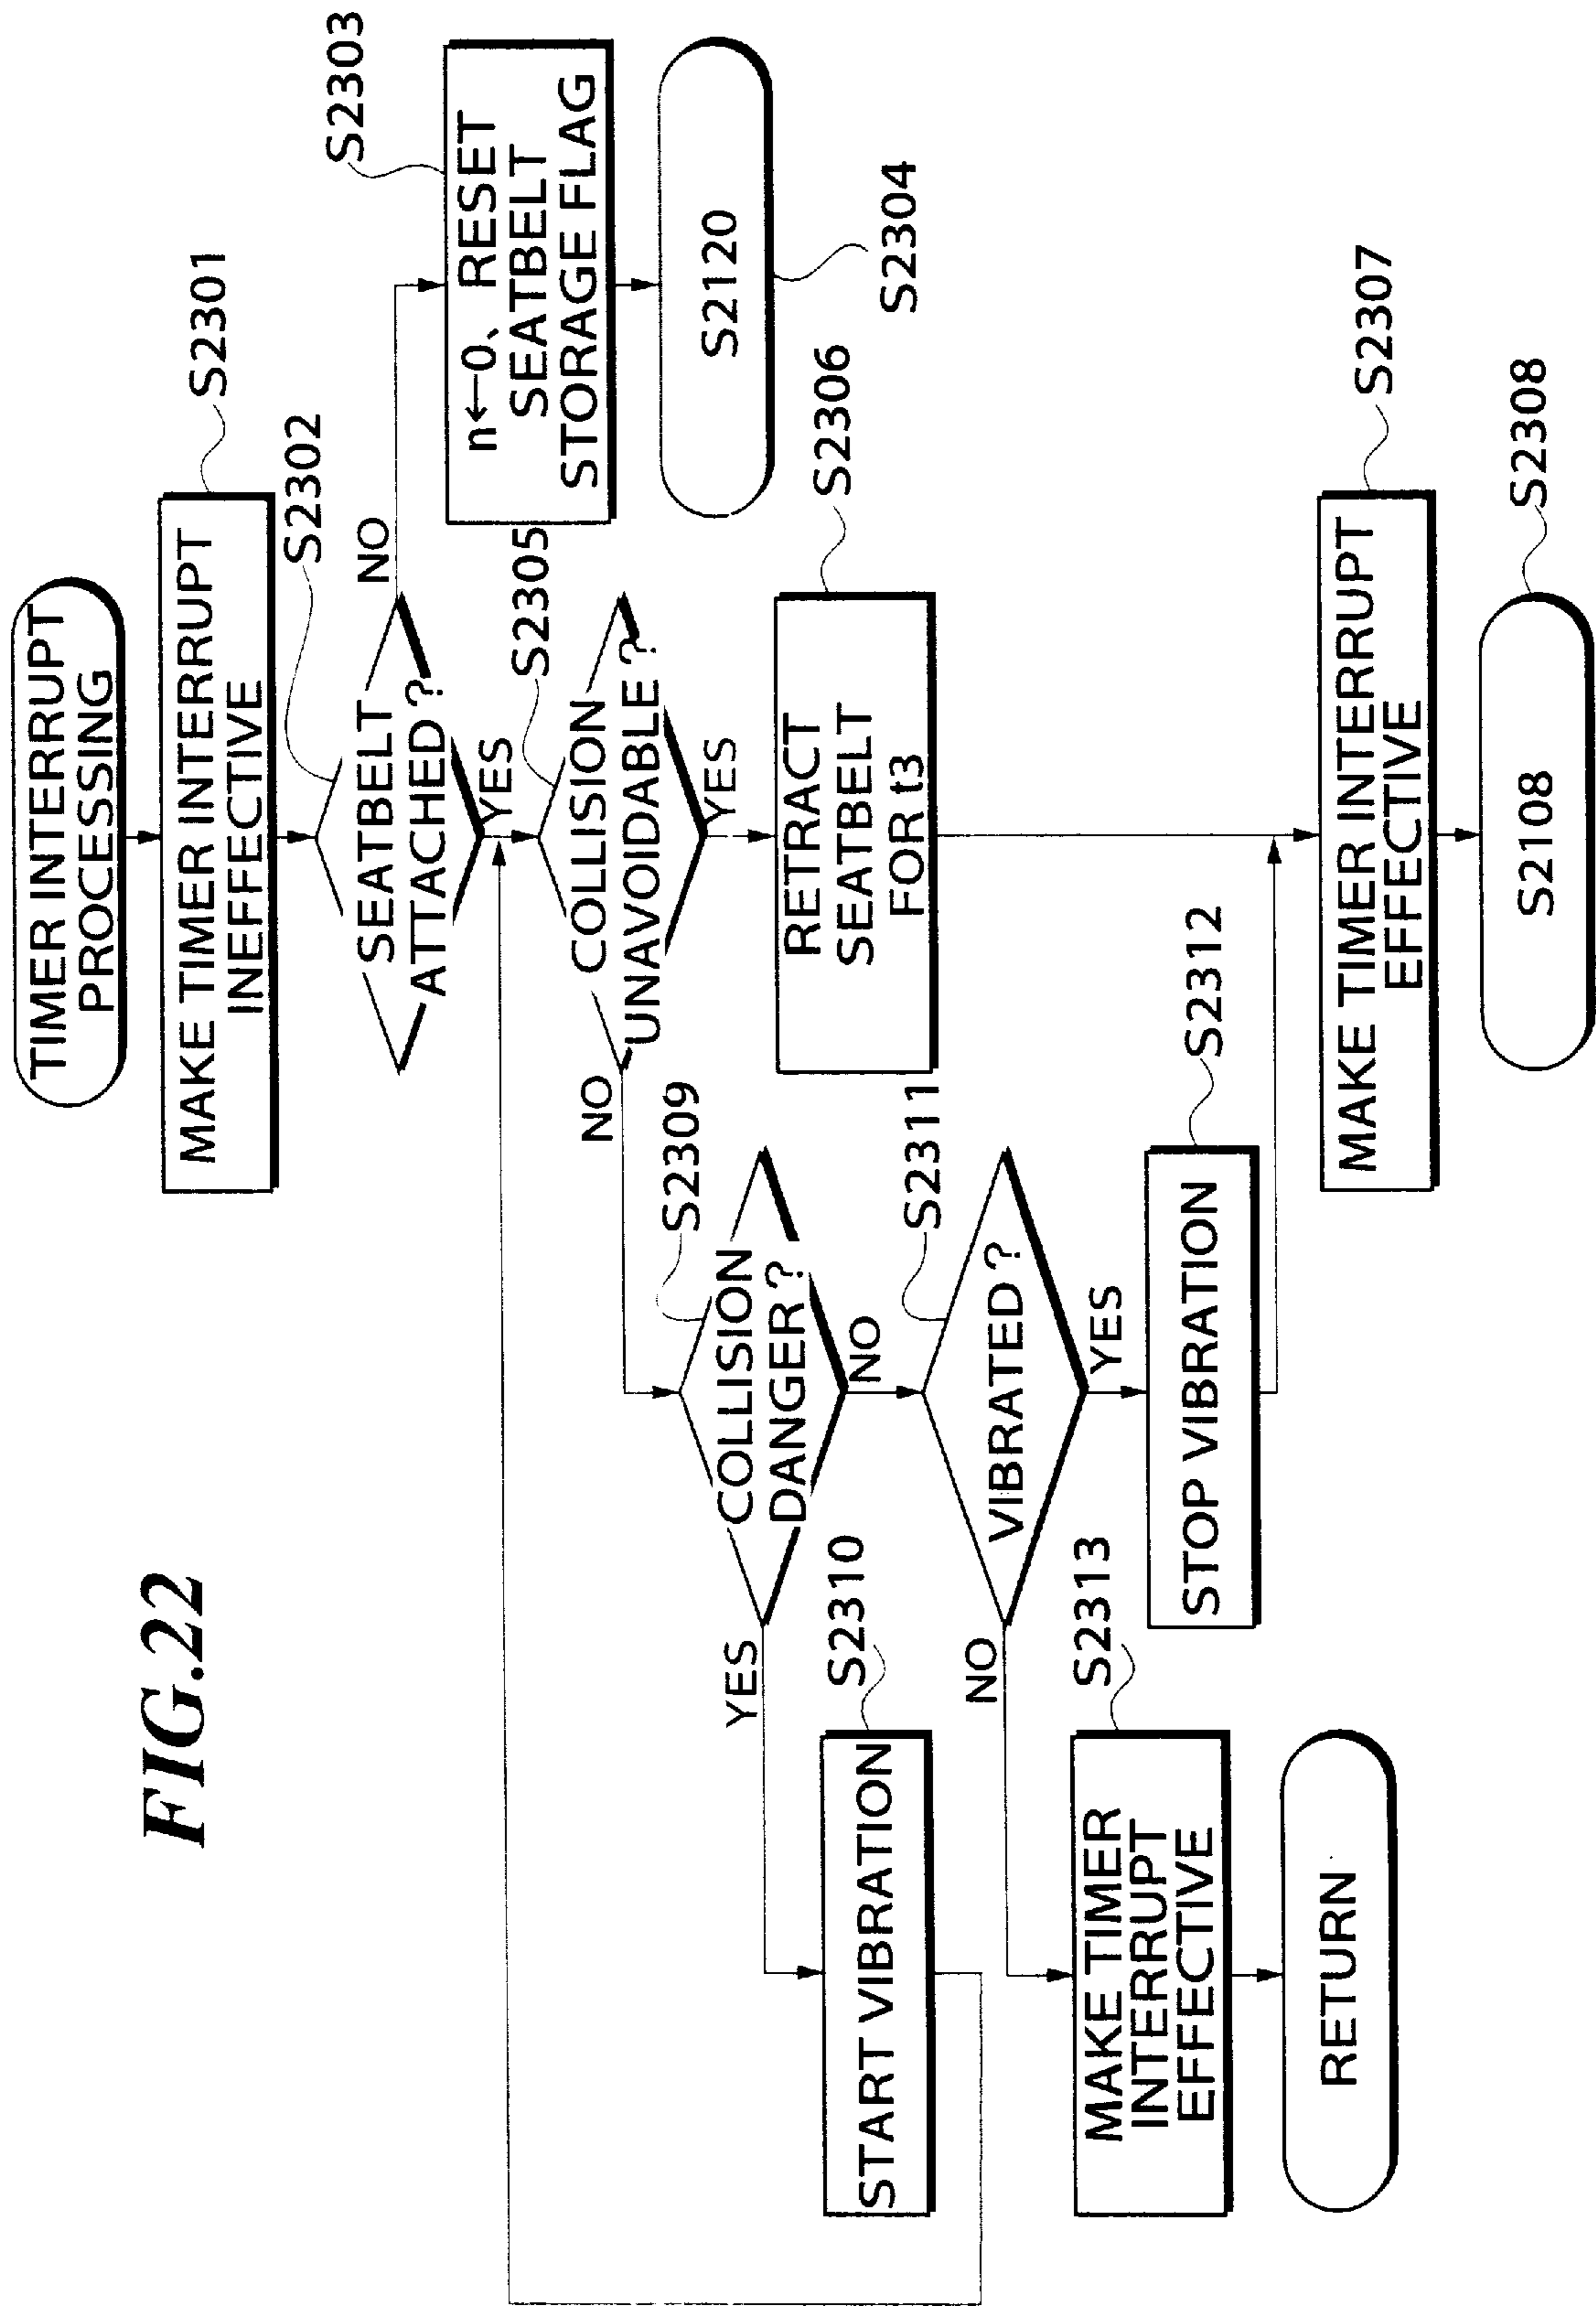 FIG.22
TIMER INTERRUPT
PROCESSING
MAKE TIMER INTERRUPT
INEFFECTIVE
S2301
SEATBELT
ATTACHED ?
S2302
NO
YES
n←0、 RESET
SEATBELT
STORAGE FLAG
S2303
S2120
S2304
COLLISION
UNAVOIDABLE ?
S2305
NO
YES
RETRACT
SEATBELT
FOR t3
S2306
COLLISION
DANGER ?
S2309
YES
NO
START VIBRATION
S2310
VIBRATED ?
S2311
NO
YES
MAKE TIMER
INTERRUPT
EFFECTIVE
S2313
STOP VIBRATION
S2312
MAKE TIMER INTERRUPT
EFFECTIVE
S2307
RETURN
S2108
S2308